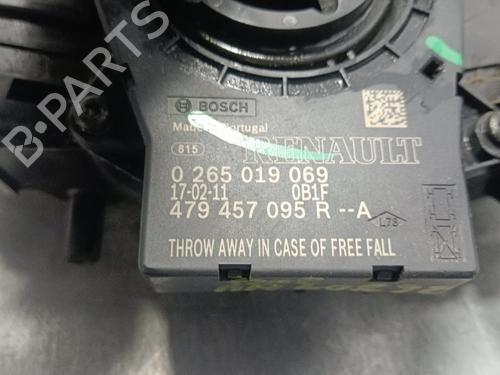 BOSCH
Made in Portugal
815
RENAULT
0 265 019 069
17-02-11 0B1F
479 457 095 R --A
L73
THROW AWAY IN CASE OF FREE FALL
B-PARTS